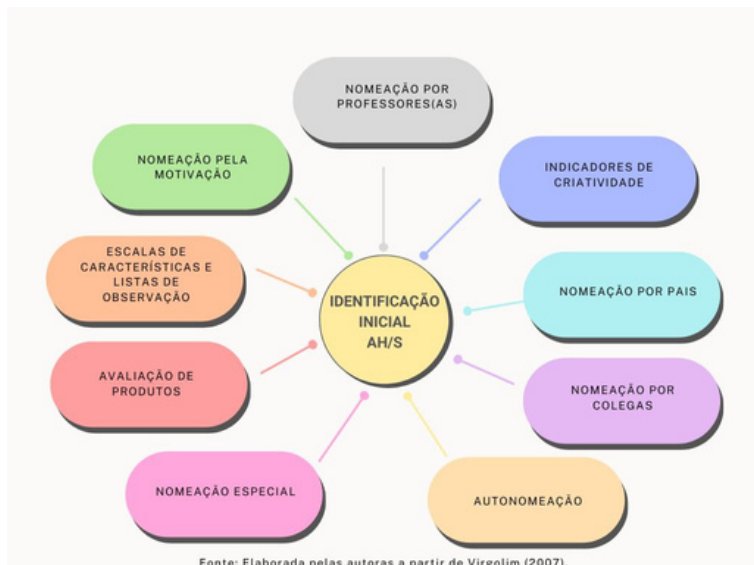 NOMEAÇÃO POR
PROFESSORES(AS)
NOMEAÇÃO PELA
MOTIVAÇÃO
INDICADORES DE
CRIATIVIDADE
ESCALAS DE
CARACTERÍSTICAS E
LISTAS DE
OBSERVAÇÃO
IDENTIFICAÇÃO
INICIAL
AH/S
NOMEAÇÃO POR PAIS
AVALIAÇÃO DE
PRODUTOS
NOMEAÇÃO POR
COLEGAS
NOMEAÇÃO ESPECIAL
AUTONOMEAÇÃO
Fonte: Elaborada pelas autoras a partir de Virgolim (2007).